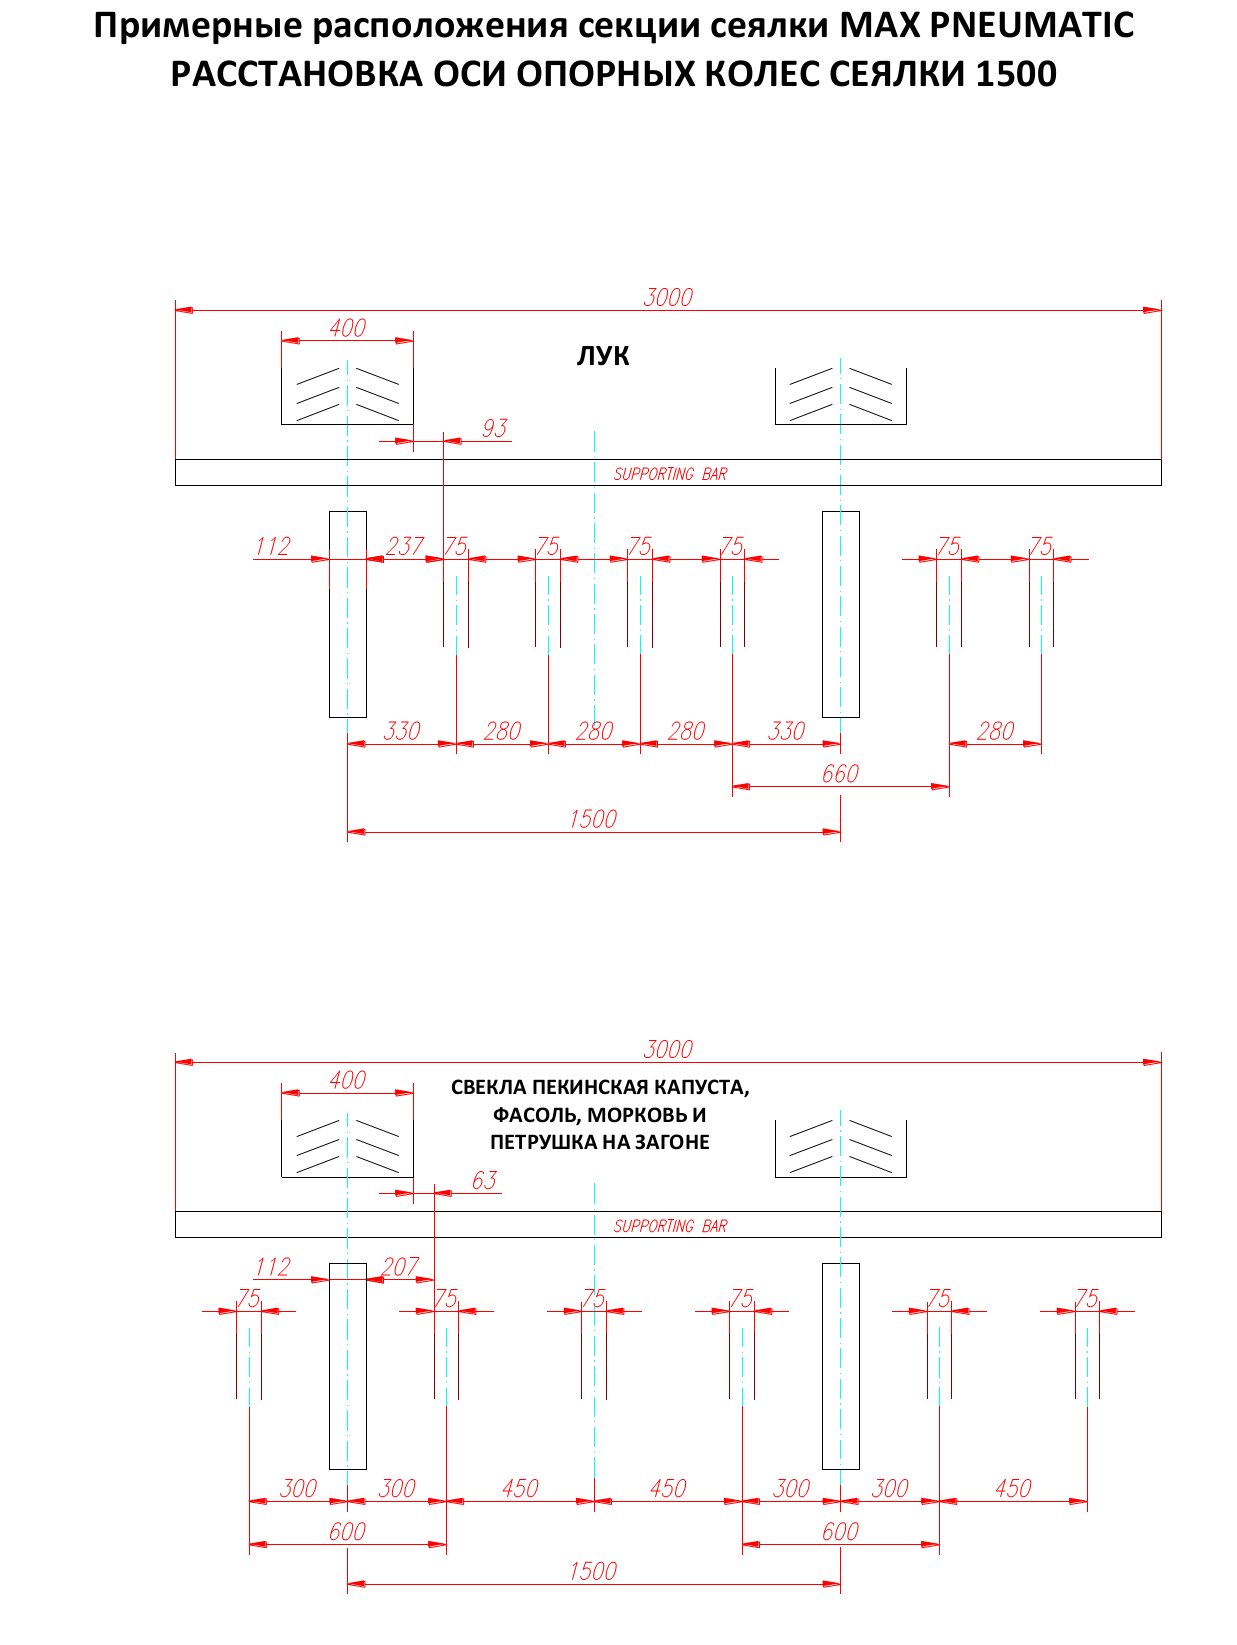 Примерные расположения секции сеялки MAX PNEUMATIC
РАССТАНОВКА ОСИ ОПОРНЫХ КОЛЕС СЕЯЛКИ 1500
3000
400
ЛУК
93
SUPPORTING BAR
112 237 75 75 75 75 75 75
330 280 280 280 330 280
660
1500
3000
400
СВЕКЛА ПЕКИНСКАЯ КАПУСТА,
ФАСОЛЬ, МОРКОВЬ И
ПЕТРУШКА НА ЗАГОНЕ
63
SUPPORTING BAR
112 207
75 75 75 75 75 75
300 300 450 450 300 300 450
600 600
1500